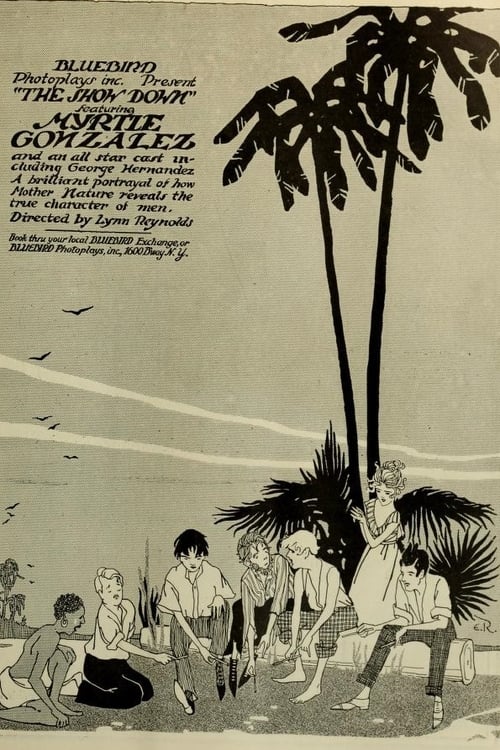 BLUEBIRD
Photoplays inc. Present
"THE SHOW DOWN"
featuring
MYRTLE
GONZALEZ
and an all star cast in-
cluding George Hernandez
A brilliant portrayal of how
Mother Nature reveals the
true character of men.
Directed by Lynn Reynolds
Book thru your local BLUEBIRD Exchange, or
BLUEBIRD Photoplays, inc., 1600 Bway N.Y.
E.R.